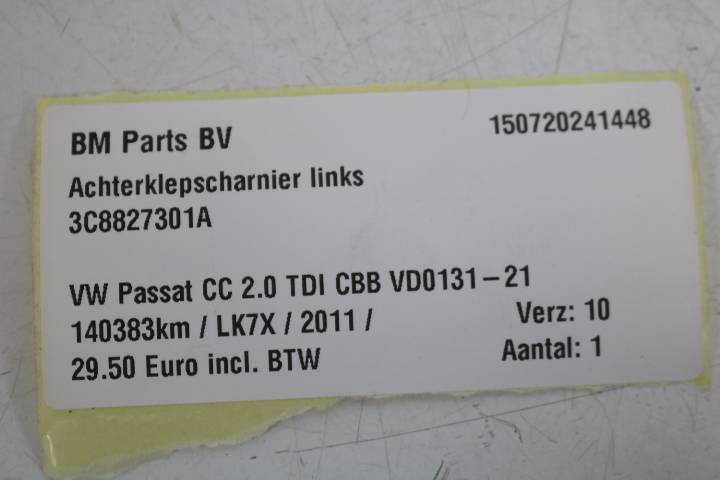 BM Parts BV 150720241448
Achterklepscharnier links
3C8827301A
VW Passat CC 2.0 TDI CBB VD0131-21
140383km / LK7X / 2011 / Verz: 10
29.50 Euro incl. BTW Aantal: 1